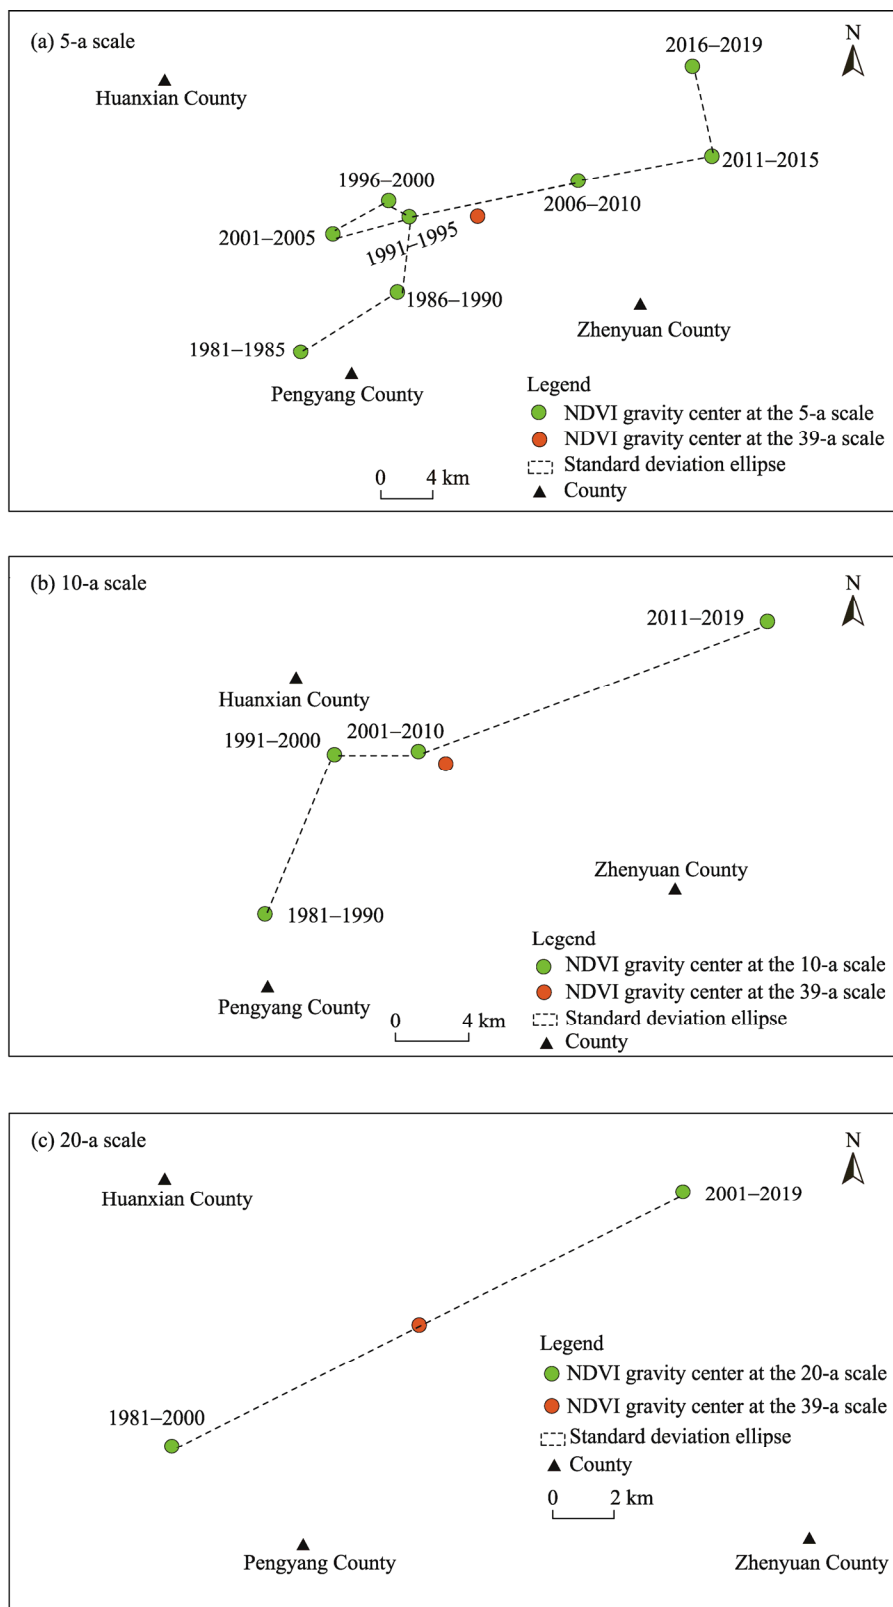 (a) 5-a scale
N
2016–2019
Huanxian County
2011–2015
1996–2000
2006–2010
2001–2005
1991–1995
1986–1990
Zhenyuan County
1981–1985
Pengyang County
Legend
NDVI gravity center at the 5-a scale
NDVI gravity center at the 39-a scale
Standard deviation ellipse
County
0 4 km
(b) 10-a scale
N
2011–2019
Huanxian County
1991–2000
2001–2010
Zhenyuan County
1981–1990
Pengyang County
Legend
NDVI gravity center at the 10-a scale
NDVI gravity center at the 39-a scale
Standard deviation ellipse
County
0 4 km
(c) 20-a scale
N
Huanxian County
2001–2019
1981–2000
Legend
NDVI gravity center at the 20-a scale
NDVI gravity center at the 39-a scale
Standard deviation ellipse
County
0 2 km
Pengyang County
Zhenyuan County